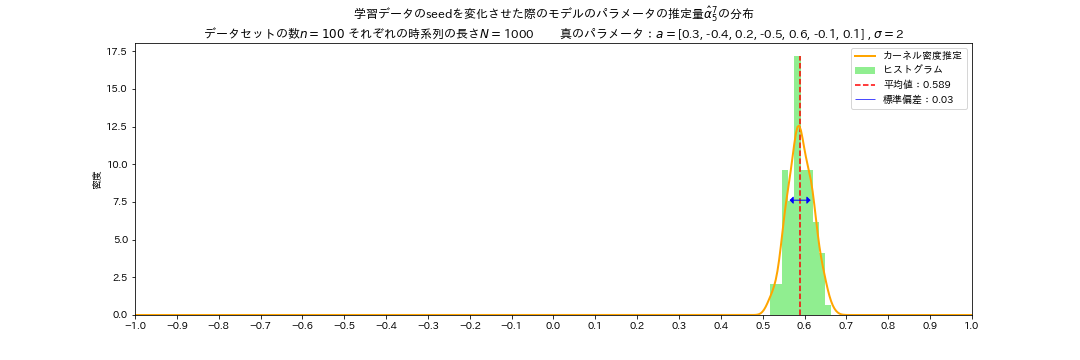 学習データのseedを変化させた際のモデルのパラメータの推定量α̂⁷₅の分布
データセットの数n = 100 それぞれの時系列の長さN = 1000　　真のパラメータ：a = [0.3, -0.4, 0.2, -0.5, 0.6, -0.1, 0.1] , σ = 2
カーネル密度推定
ヒストグラム
平均値：0.589
標準偏差：0.03
密度
17.5
15.0
12.5
10.0
7.5
5.0
2.5
0.0
−1.0 −0.9 −0.8 −0.7 −0.6 −0.5 −0.4 −0.3 −0.2 −0.1 0.0 0.1 0.2 0.3 0.4 0.5 0.6 0.7 0.8 0.9 1.0